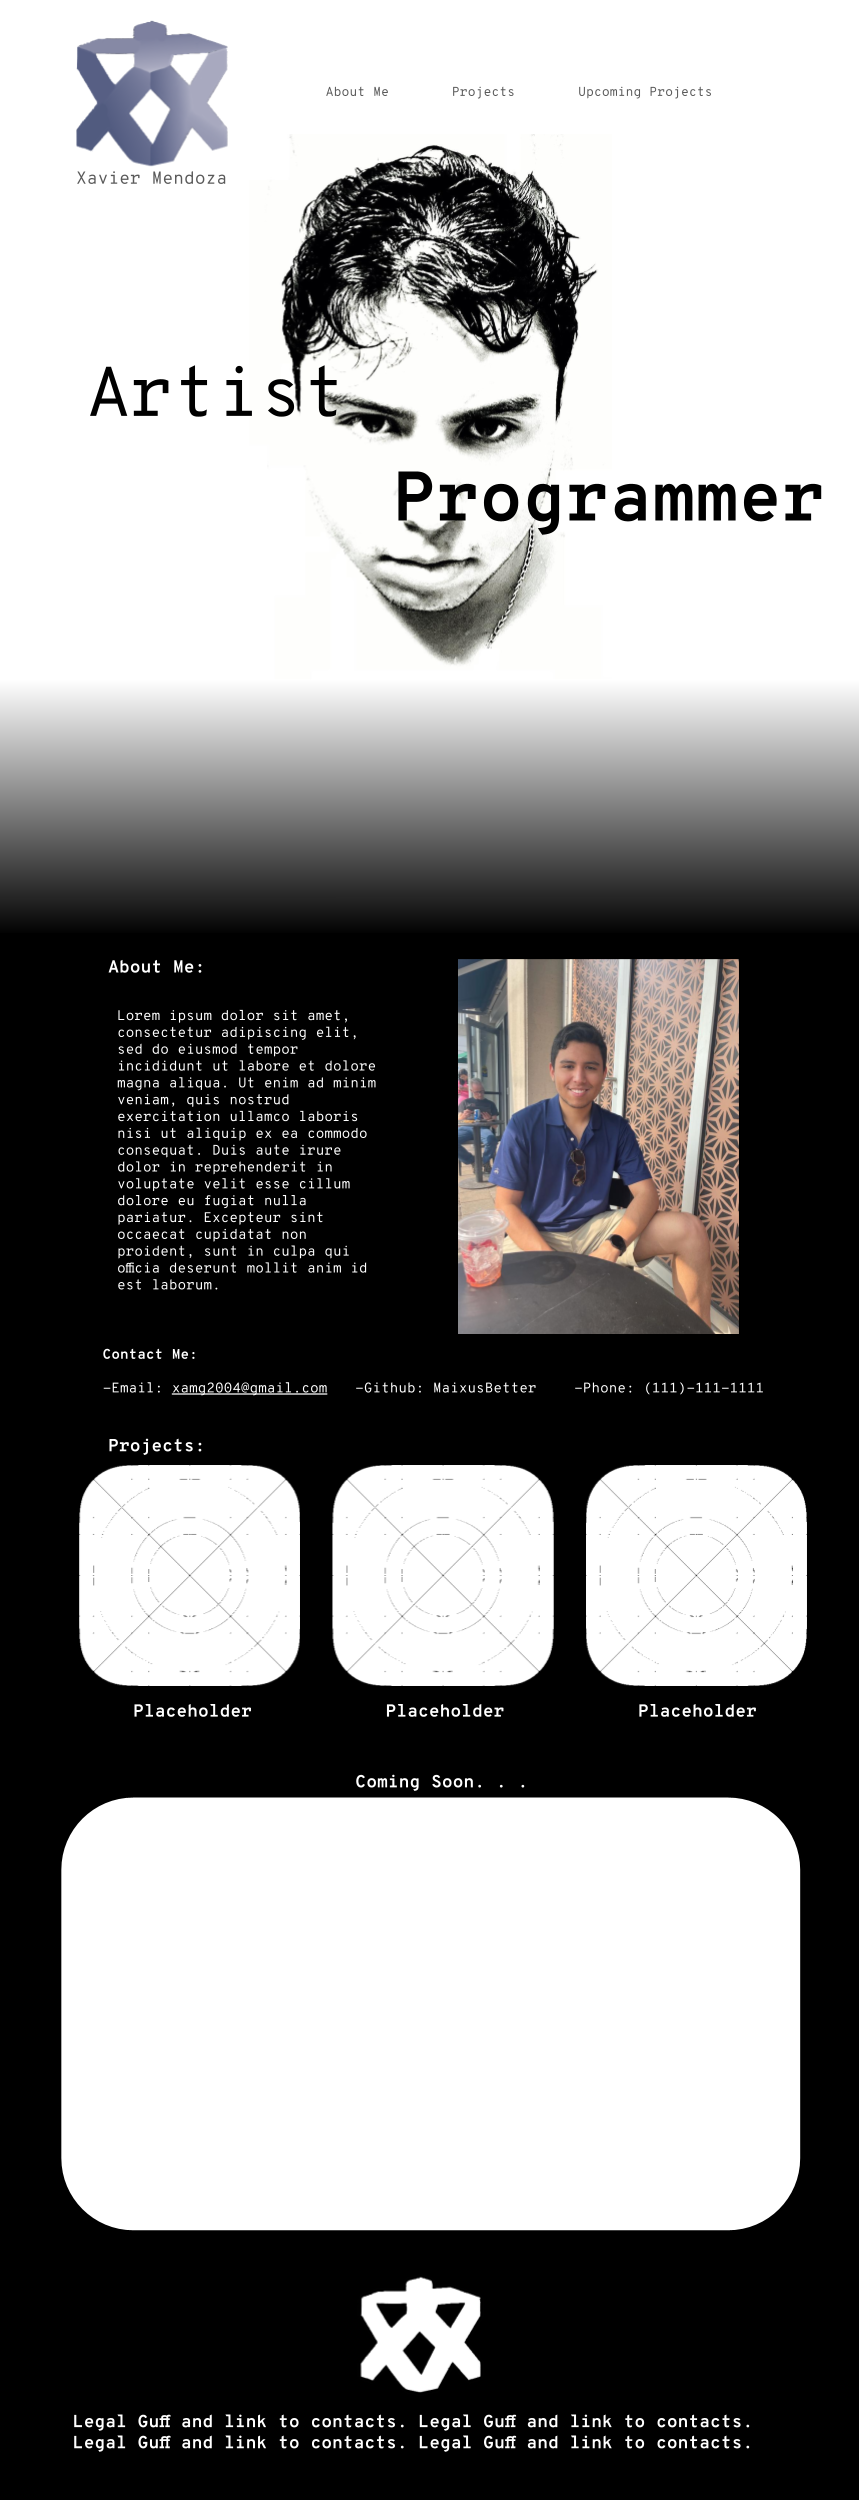 About Me Projects Upcoming Projects
Xavier Mendoza
Artist
Programmer
About Me:
Lorem ipsum dolor sit amet,
consectetur adipiscing elit,
sed do eiusmod tempor
incididunt ut labore et dolore
magna aliqua. Ut enim ad minim
veniam, quis nostrud
exercitation ullamco laboris
nisi ut aliquip ex ea commodo
consequat. Duis aute irure
dolor in reprehenderit in
voluptate velit esse cillum
dolore eu fugiat nulla
pariatur. Excepteur sint
occaecat cupidatat non
proident, sunt in culpa qui
officia deserunt mollit anim id
est laborum.
Contact Me:
-Email: xamg2004@gmail.com -Github: MaixusBetter -Phone: (111)-111-1111
Projects:
Placeholder Placeholder Placeholder
Coming Soon. . .
Legal Guff and link to contacts. Legal Guff and link to contacts.
Legal Guff and link to contacts. Legal Guff and link to contacts.